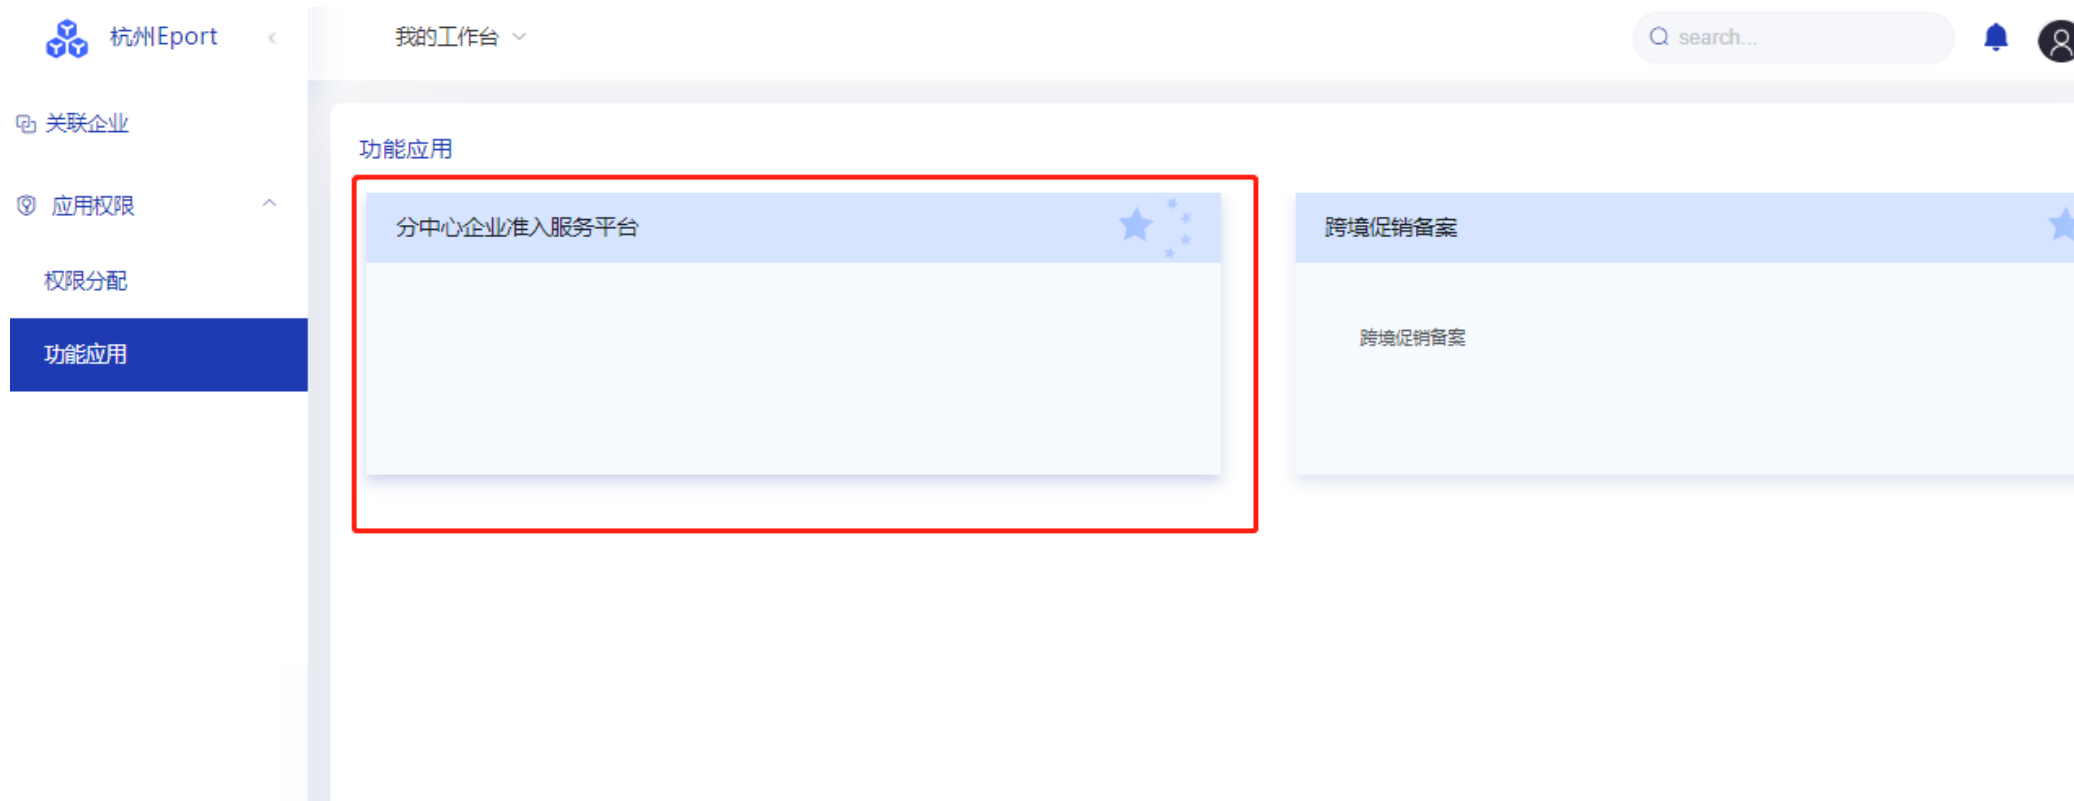 杭州Eport
我的工作台
search...
关联企业
应用权限
权限分配
功能应用
功能应用
分中心企业准入服务平台
跨境促销备案
跨境促销备案